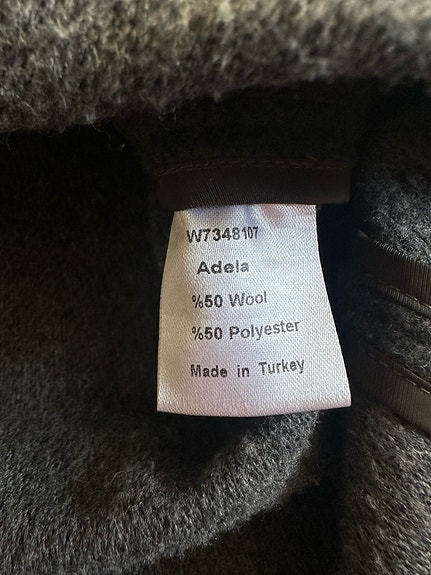 W7348107
Adela
%50 Wool
%50 Polyester
Made in Turkey